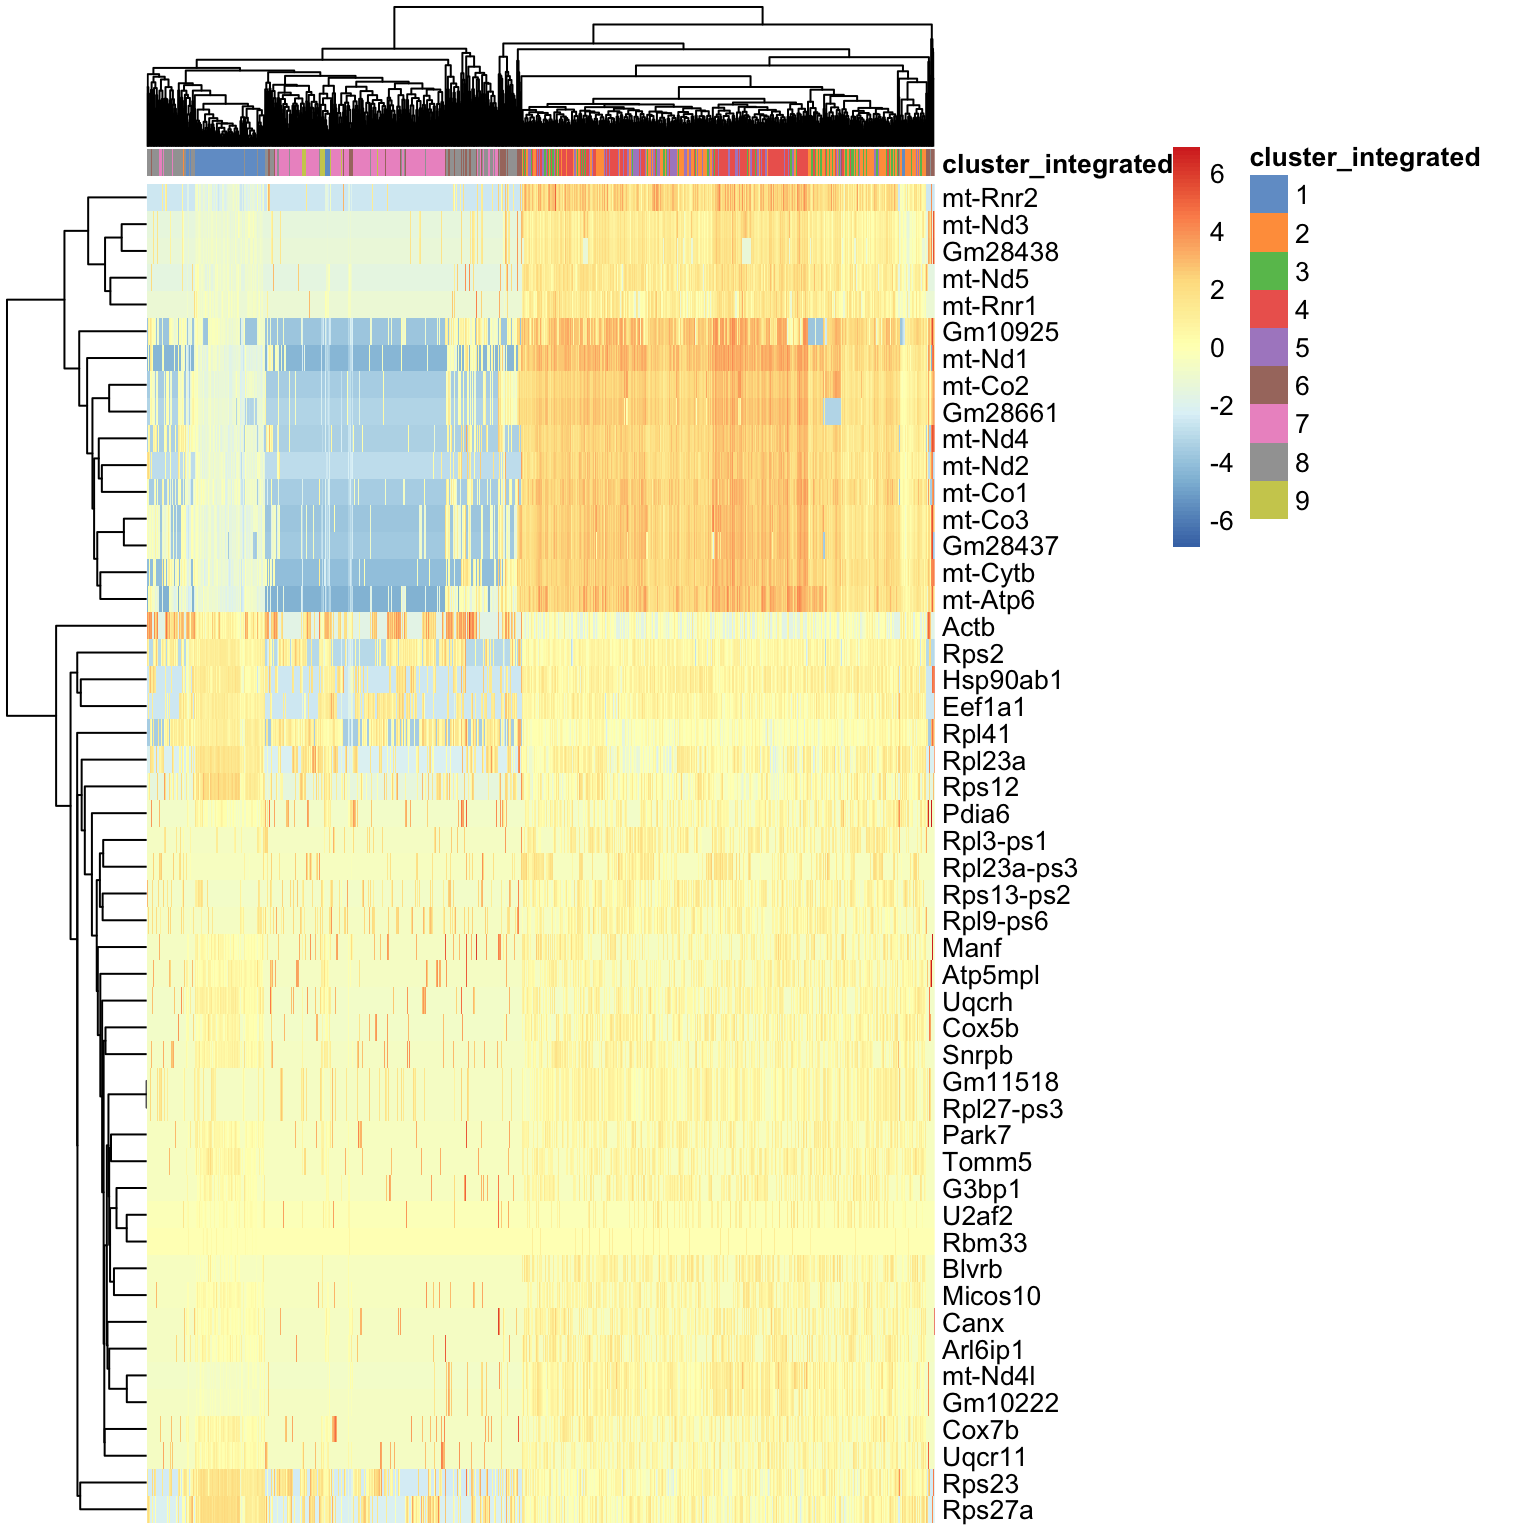 cluster_integrated
mt-Rnr2
mt-Nd3
Gm28438
mt-Nd5
mt-Rnr1
Gm10925
mt-Nd1
mt-Co2
Gm28661
mt-Nd4
mt-Nd2
mt-Co1
mt-Co3
Gm28437
mt-Cytb
mt-Atp6
Actb
Rps2
Hsp90ab1
Eef1a1
Rpl41
Rpl23a
Rps12
Pdia6
Rpl3-ps1
Rpl23a-ps3
Rps13-ps2
Rpl9-ps6
Manf
Atp5mpl
Uqcrh
Cox5b
Snrpb
Gm11518
Rpl27-ps3
Park7
Tomm5
G3bp1
U2af2
Rbm33
Blvrb
Micos10
Canx
Arl6ip1
mt-Nd4l
Gm10222
Cox7b
Uqcr11
Rps23
Rps27a
6
4
2
0
-2
-4
-6
cluster_integrated
1
2
3
4
5
6
7
8
9